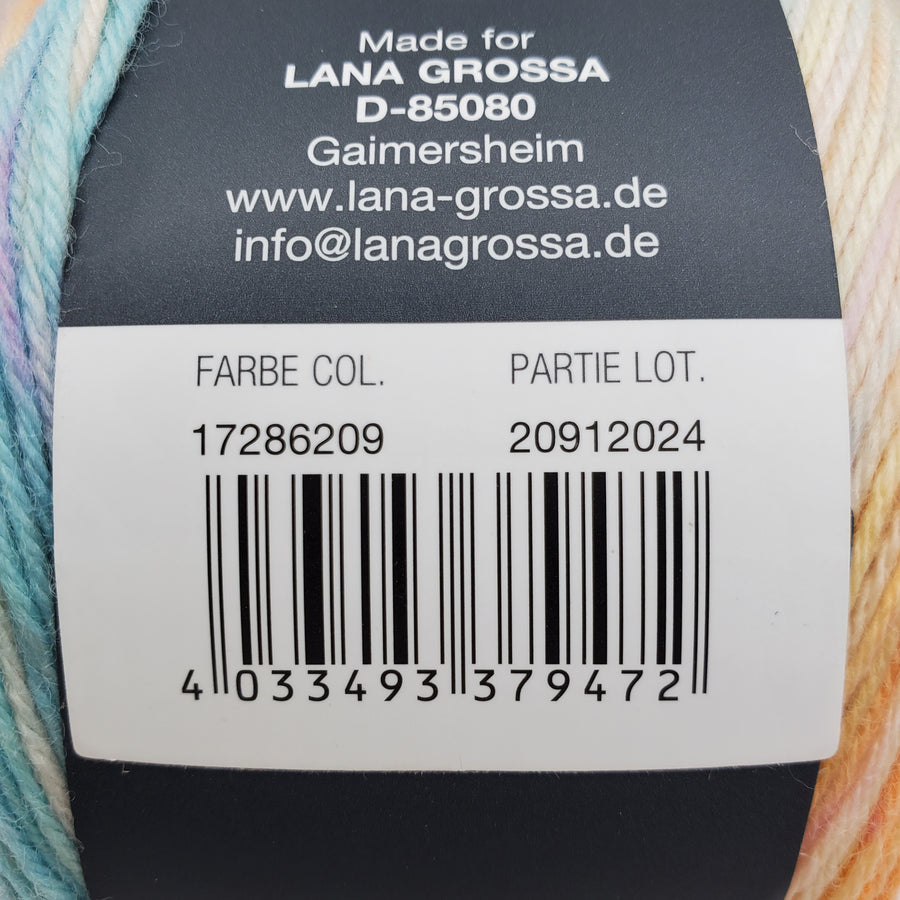 Made for
LANA GROSSA
D-85080
Gaimersheim
www.lana-grossa.de
info@lanagrossa.de
FARBE COL. PARTIE LOT.
17286209 20912024
4 033493 379472